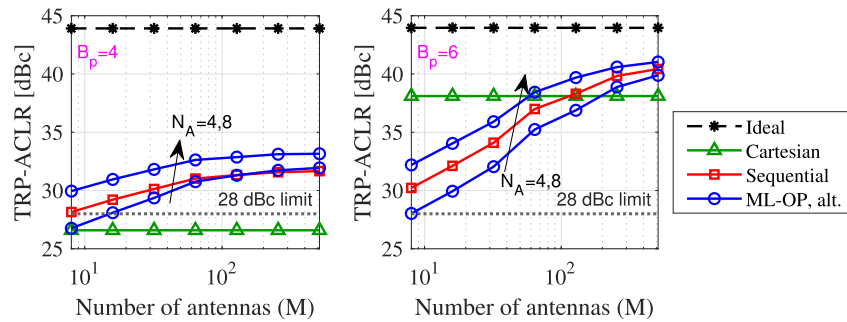 TRP-ACLR [dBc]
45
40
35
30
25
B_p=4
N_A=4,8
28 dBc limit
10^1
10^2
Number of antennas (M)
TRP-ACLR [dBc]
45
40
35
30
25
B_p=6
N_A=4,8
28 dBc limit
10^1
10^2
Number of antennas (M)
Ideal
Cartesian
Sequential
ML-OP, alt.